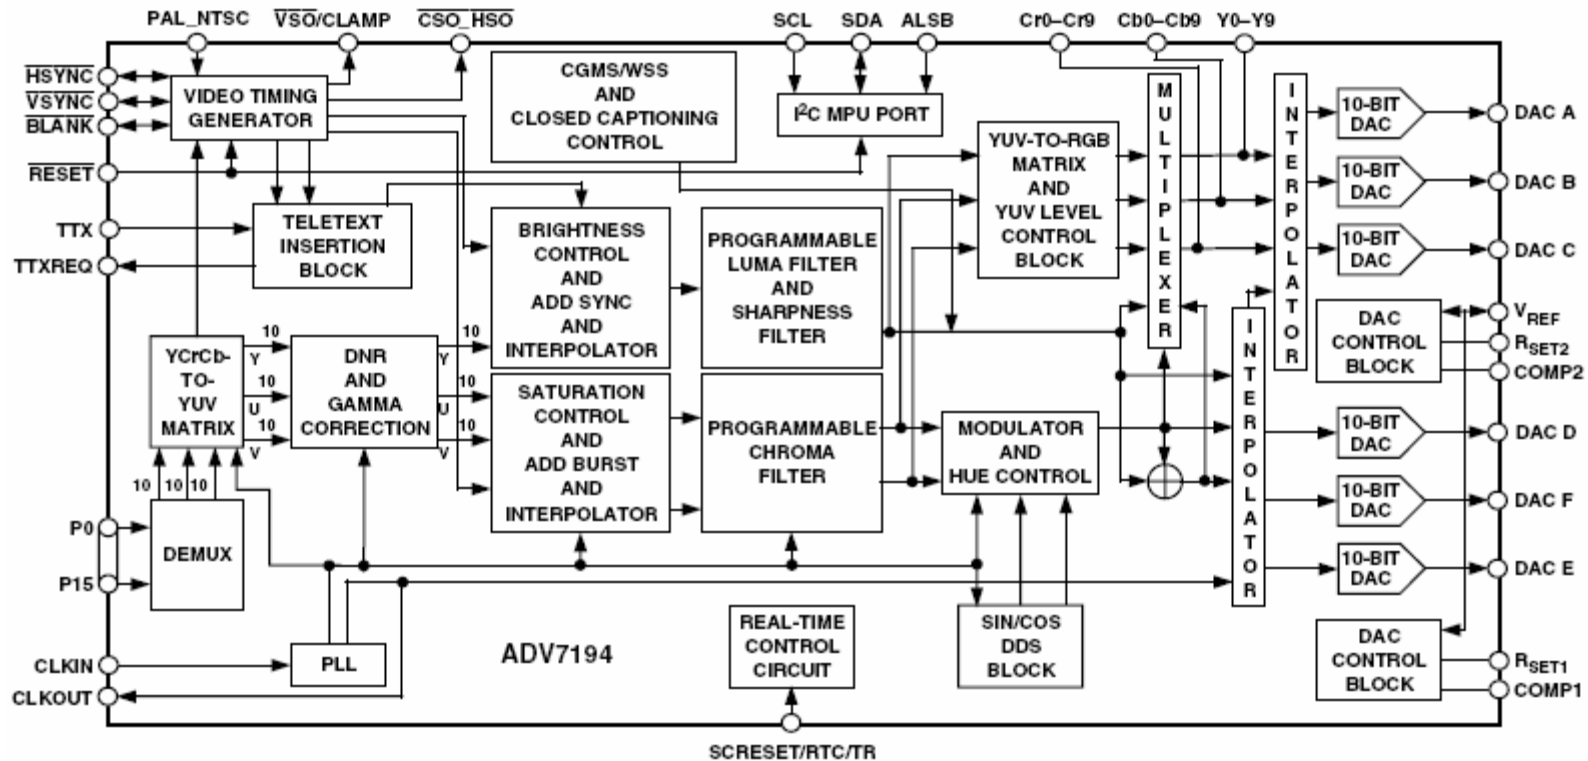 PAL_NTSC
VSO/CLAMP
CSO_HSO
SCL
SDA
ALSB
Cr0–Cr9
Cb0–Cb9
Y0–Y9
HSYNC
VSYNC
BLANK
RESET
TTX
TTXREQ
P0
P15
CLKIN
CLKOUT
VIDEO TIMING
GENERATOR
CGMS/WSS
AND
CLOSED CAPTIONING
CONTROL
I²C MPU PORT
TELETEXT
INSERTION
BLOCK
BRIGHTNESS
CONTROL
AND
ADD SYNC
AND
INTERPOLATOR
PROGRAMMABLE
LUMA FILTER
AND
SHARPNESS
FILTER
YUV-TO-RGB
MATRIX
AND
YUV LEVEL
CONTROL
BLOCK
MULTIPLEXER
INTERPOLATOR
10-BIT
DAC
DAC A
10-BIT
DAC
DAC B
10-BIT
DAC
DAC C
DAC
CONTROL
BLOCK
VREF
RSET2
COMP2
YCrCb-
TO-
YUV
MATRIX
10
Y
10
U
10
V
DNR
AND
GAMMA
CORRECTION
10
Y
10
U
10
V
SATURATION
CONTROL
AND
ADD BURST
AND
INTERPOLATOR
PROGRAMMABLE
CHROMA
FILTER
MODULATOR
AND
HUE CONTROL
INTERPOLATOR
10-BIT
DAC
DAC D
10-BIT
DAC
DAC F
10-BIT
DAC
DAC E
10 10 10
DEMUX
PLL
ADV7194
REAL-TIME
CONTROL
CIRCUIT
SIN/COS
DDS
BLOCK
DAC
CONTROL
BLOCK
RSET1
COMP1
SCRESET/RTC/TR